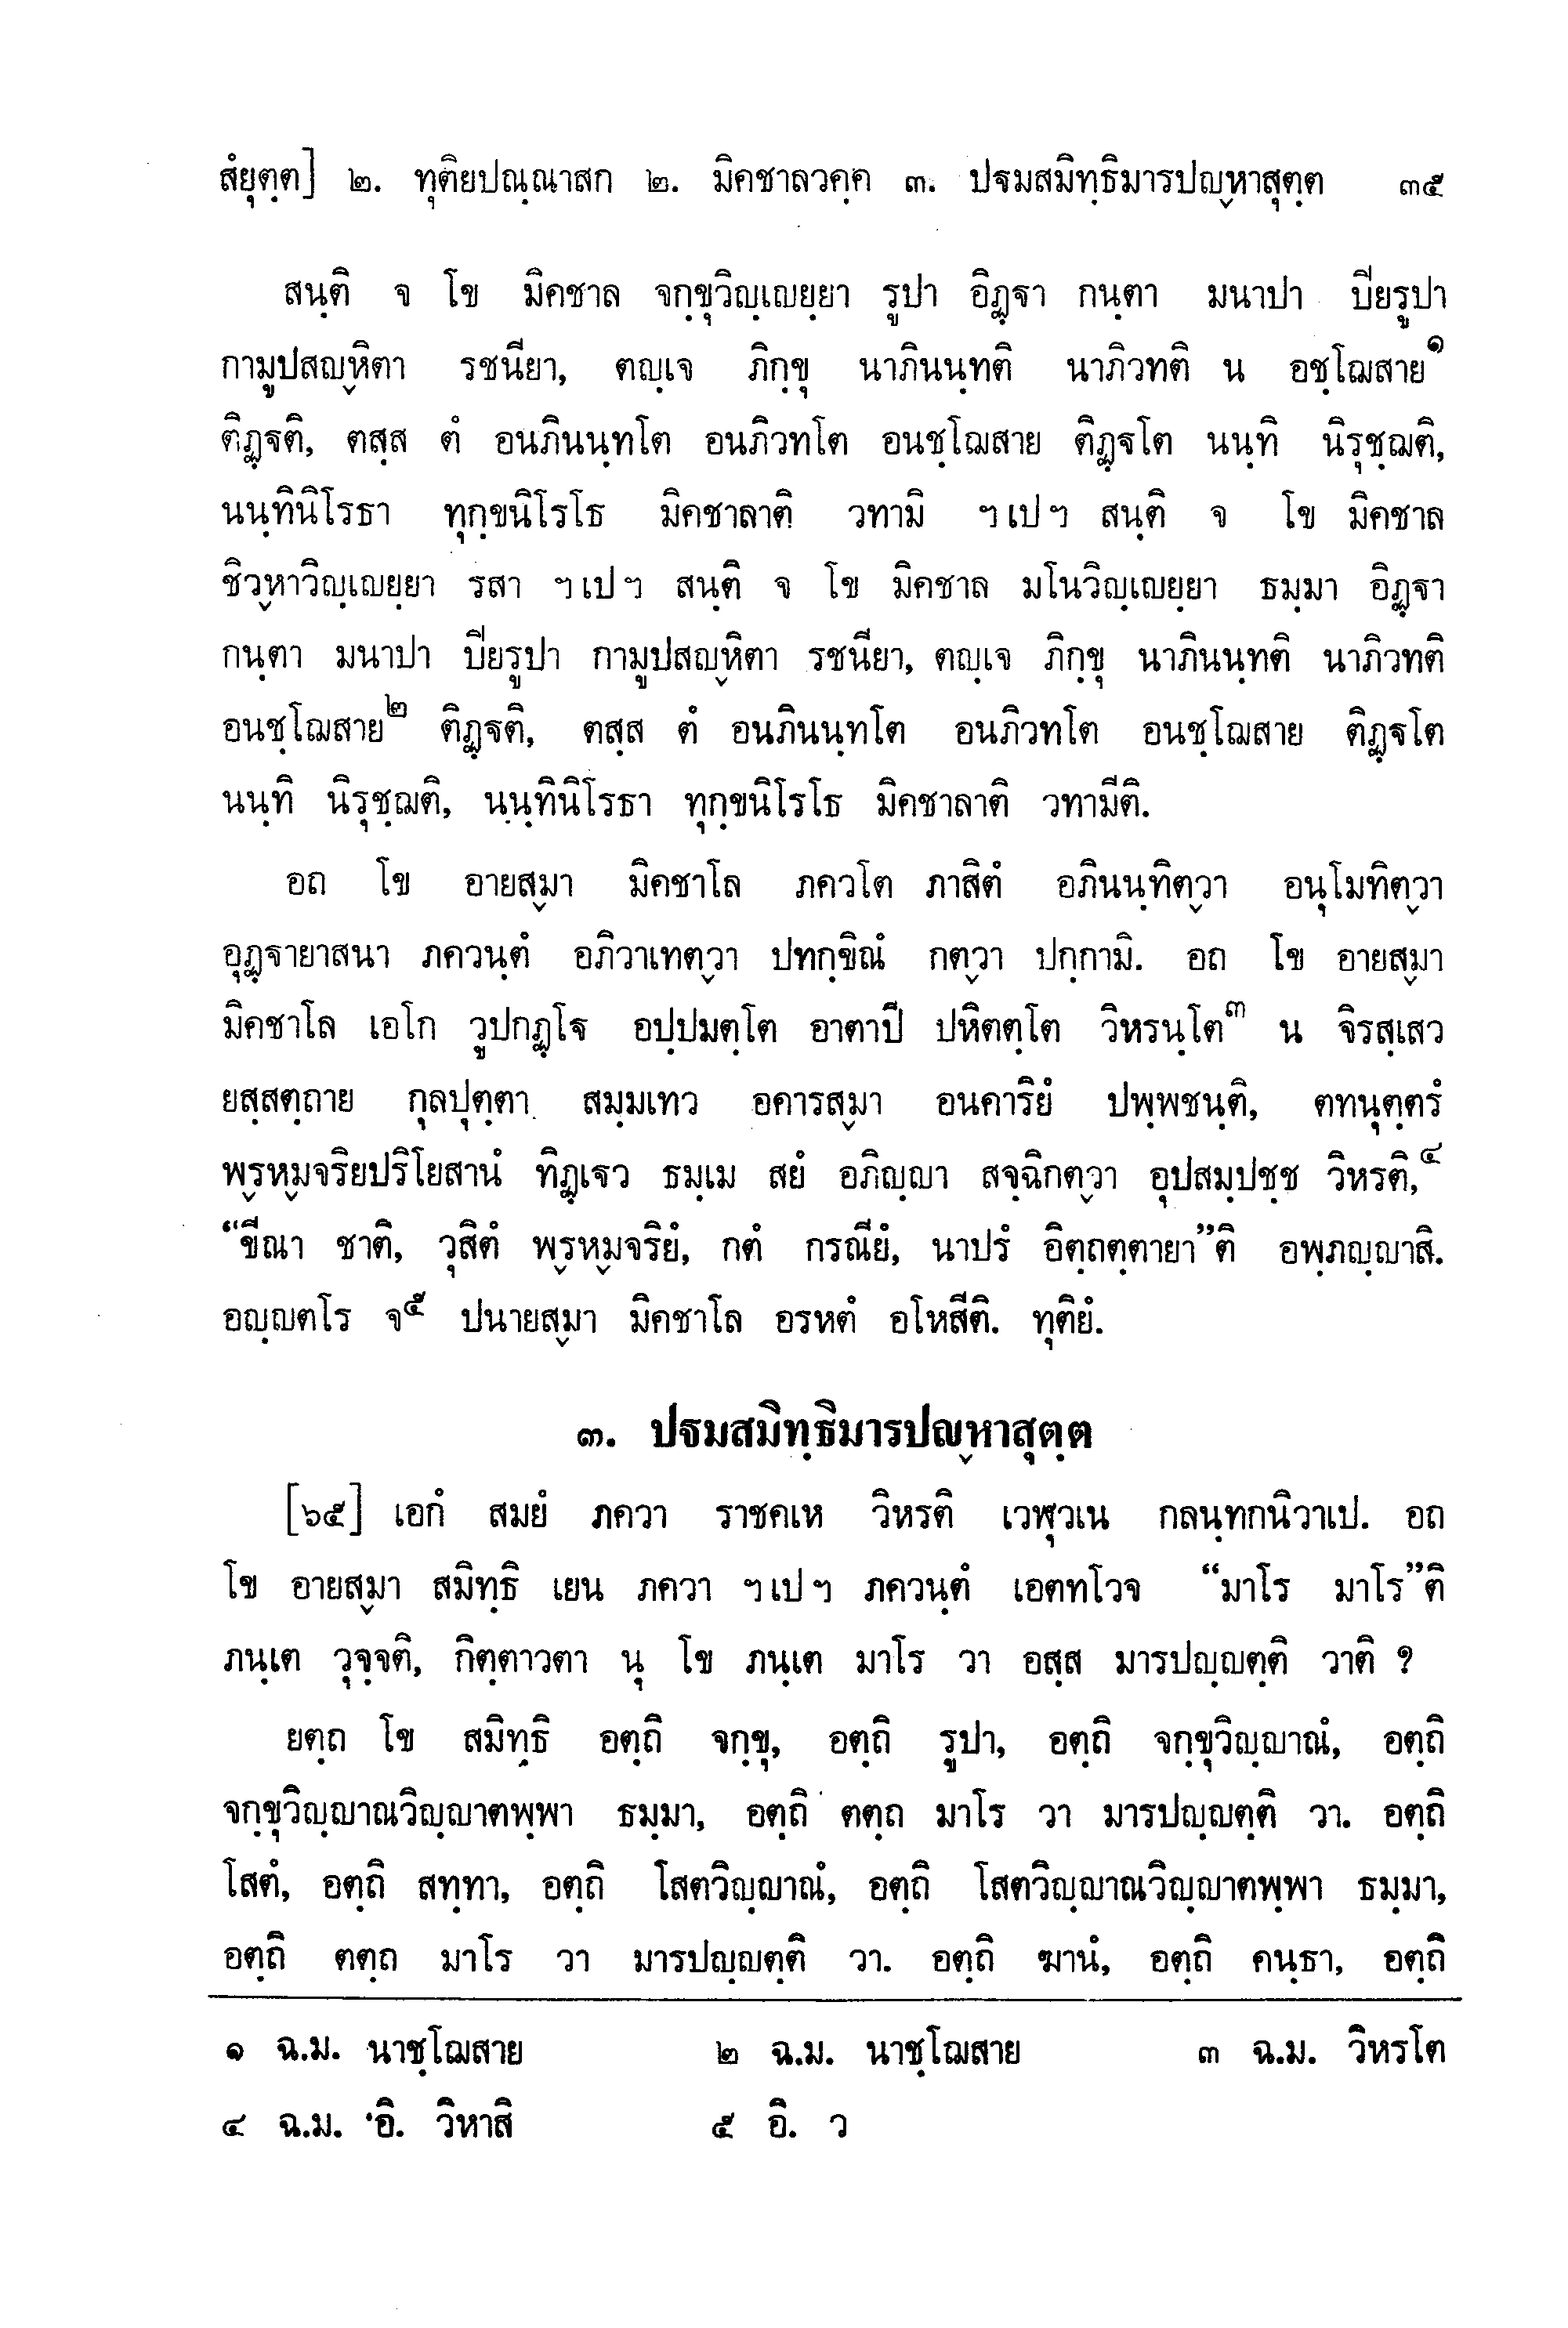 สํยุตฺต] ๒. ทุติยปณฺณาสก ๒. มิคชาลวคฺค ๓. ปฐมสมิทฺธิมารปญฺหาสุตฺต ๓๕
สนฺติ จ โข มิคชาล จกฺขุวิญฺเญยฺยา รูปา อิฏฺฐา กนฺตา มนาปา ปิยรูปา
กามูปสญฺหิตา รชนียา, ตญฺเจ ภิกฺขุ นาภินนฺทติ นาภิวทติ น อชฺโฌสาย๑
ติฏฺฐติ, ตสฺส ตํ อนภินนฺทโต อนภิวทโต อนชฺโฌสาย ติฏฺฐโต นนฺทิ นิรุชฺฌติ,
นนฺทินิโรธา ทุกฺขนิโรโธ มิคชาลาติ วทามิ ฯเปฯ สนฺติ จ โข มิคชาล
ชิวฺหาวิญฺเญยฺยา รสา ฯเปฯ สนฺติ จ โข มิคชาล มโนวิญฺเญยฺยา ธมฺมา อิฏฺฐา
กนฺตา มนาปา ปิยรูปา กามูปสญฺหิตา รชนียา, ตญฺเจ ภิกฺขุ นาภินนฺทติ นาภิวทติ
อนชฺโฌสาย๒ ติฏฺฐติ, ตสฺส ตํ อนภินนฺทโต อนภิวทโต อนชฺโฌสาย ติฏฺฐโต
นนฺทิ นิรุชฺฌติ, นนฺทินิโรธา ทุกฺขนิโรโธ มิคชาลาติ วทามีติ.
อถ โข อายสฺมา มิคชาโล ภควโต ภาสิตํ อภินนฺทิตฺวา อนุโมทิตฺวา
อุฏฺฐายาสนา ภควนฺตํ อภิวาเทตฺวา ปทกฺขิณํ กตฺวา ปกฺกามิ. อถ โข อายสฺมา
มิคชาโล เอโก วูปกฏฺโฐ อปฺปมตฺโต อาตาปี ปหิตตฺโต วิหรนฺโต๓ น จิรสฺเสว
ยสฺสตฺถาย กุลปุตฺตา สมฺมเทว อคารสฺมา อนคาริยํ ปพฺพชนฺติ, ตทนุตฺตรํ
พฺรหฺมจริยปริโยสานํ ทิฏฺเฐว ธมฺเม สยํ อภิญฺญา สจฺฉิกตฺวา อุปสมฺปชฺช วิหรติ,๔
“ขีณา ชาติ, วุสิตํ พฺรหฺมจริยํ, กตํ กรณียํ, นาปรํ อิตฺถตฺตายา”ติ อพฺภญฺญาสิ.
อญฺญตโร จ๕ ปนายสฺมา มิคชาโล อรหตํ อโหสีติ. ทุติยํ.
๓. ปฐมสมิทฺธิมารปญฺหาสุตฺต
[๖๕] เอกํ สมยํ ภควา ราชคเห วิหรติ เวฬุวเน กลนฺทกนิวาเป. อถ
โข อายสฺมา สมิทฺธิ เยน ภควา ฯเปฯ ภควนฺตํ เอตทโวจ “มาโร มาโร”ติ
ภนฺเต วุจฺจติ, กิตฺตาวตา นุ โข ภนฺเต มาโร วา อสฺส มารปญฺญตฺติ วาติ ?
ยตฺถ โข สมิทฺธิ อตฺถิ จกฺขุ, อตฺถิ รูปา, อตฺถิ จกฺขุวิญฺญาณํ, อตฺถิ
จกฺขุวิญฺญาณวิญฺญาตพฺพา ธมฺมา, อตฺถิ ตตฺถ มาโร วา มารปญฺญตฺติ วา. อตฺถิ
โสตํ, อตฺถิ สทฺทา, อตฺถิ โสตวิญฺญาณํ, อตฺถิ โสตวิญฺญาณวิญฺญาตพฺพา ธมฺมา,
อตฺถิ ตตฺถ มาโร วา มารปญฺญตฺติ วา. อตฺถิ ฆานํ, อตฺถิ คนฺธา, อตฺถิ
๑ ฉ.ม. นาชฺโฌสาย ๒ ฉ.ม. นาชฺโฌสาย ๓ ฉ.ม. วิหรโต
๔ ฉ.ม. อิ. วิหาสิ ๕ อิ. ว